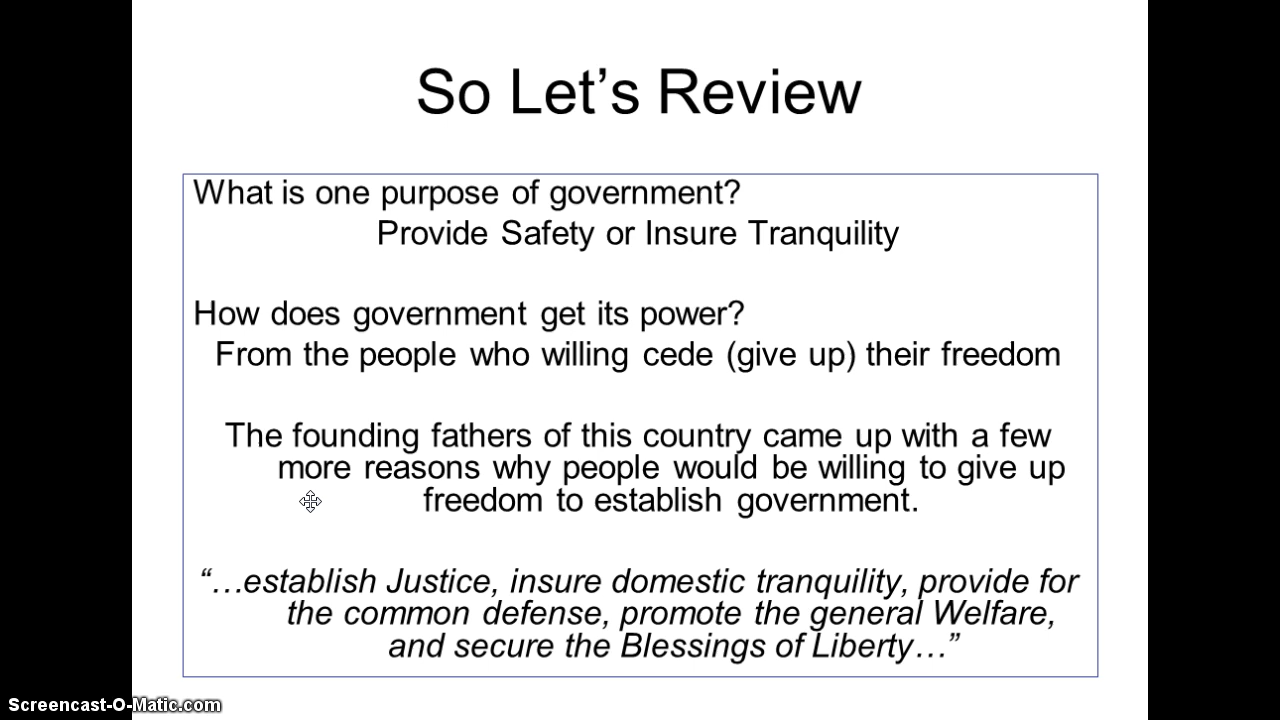 So Let’s Review
What is one purpose of government?
Provide Safety or Insure Tranquility
How does government get its power?
From the people who willing cede (give up) their freedom
The founding fathers of this country came up with a few
more reasons why people would be willing to give up
freedom to establish government.
“…establish Justice, insure domestic tranquility, provide for
the common defense, promote the general Welfare,
and secure the Blessings of Liberty…”
Screencast-O-Matic.com